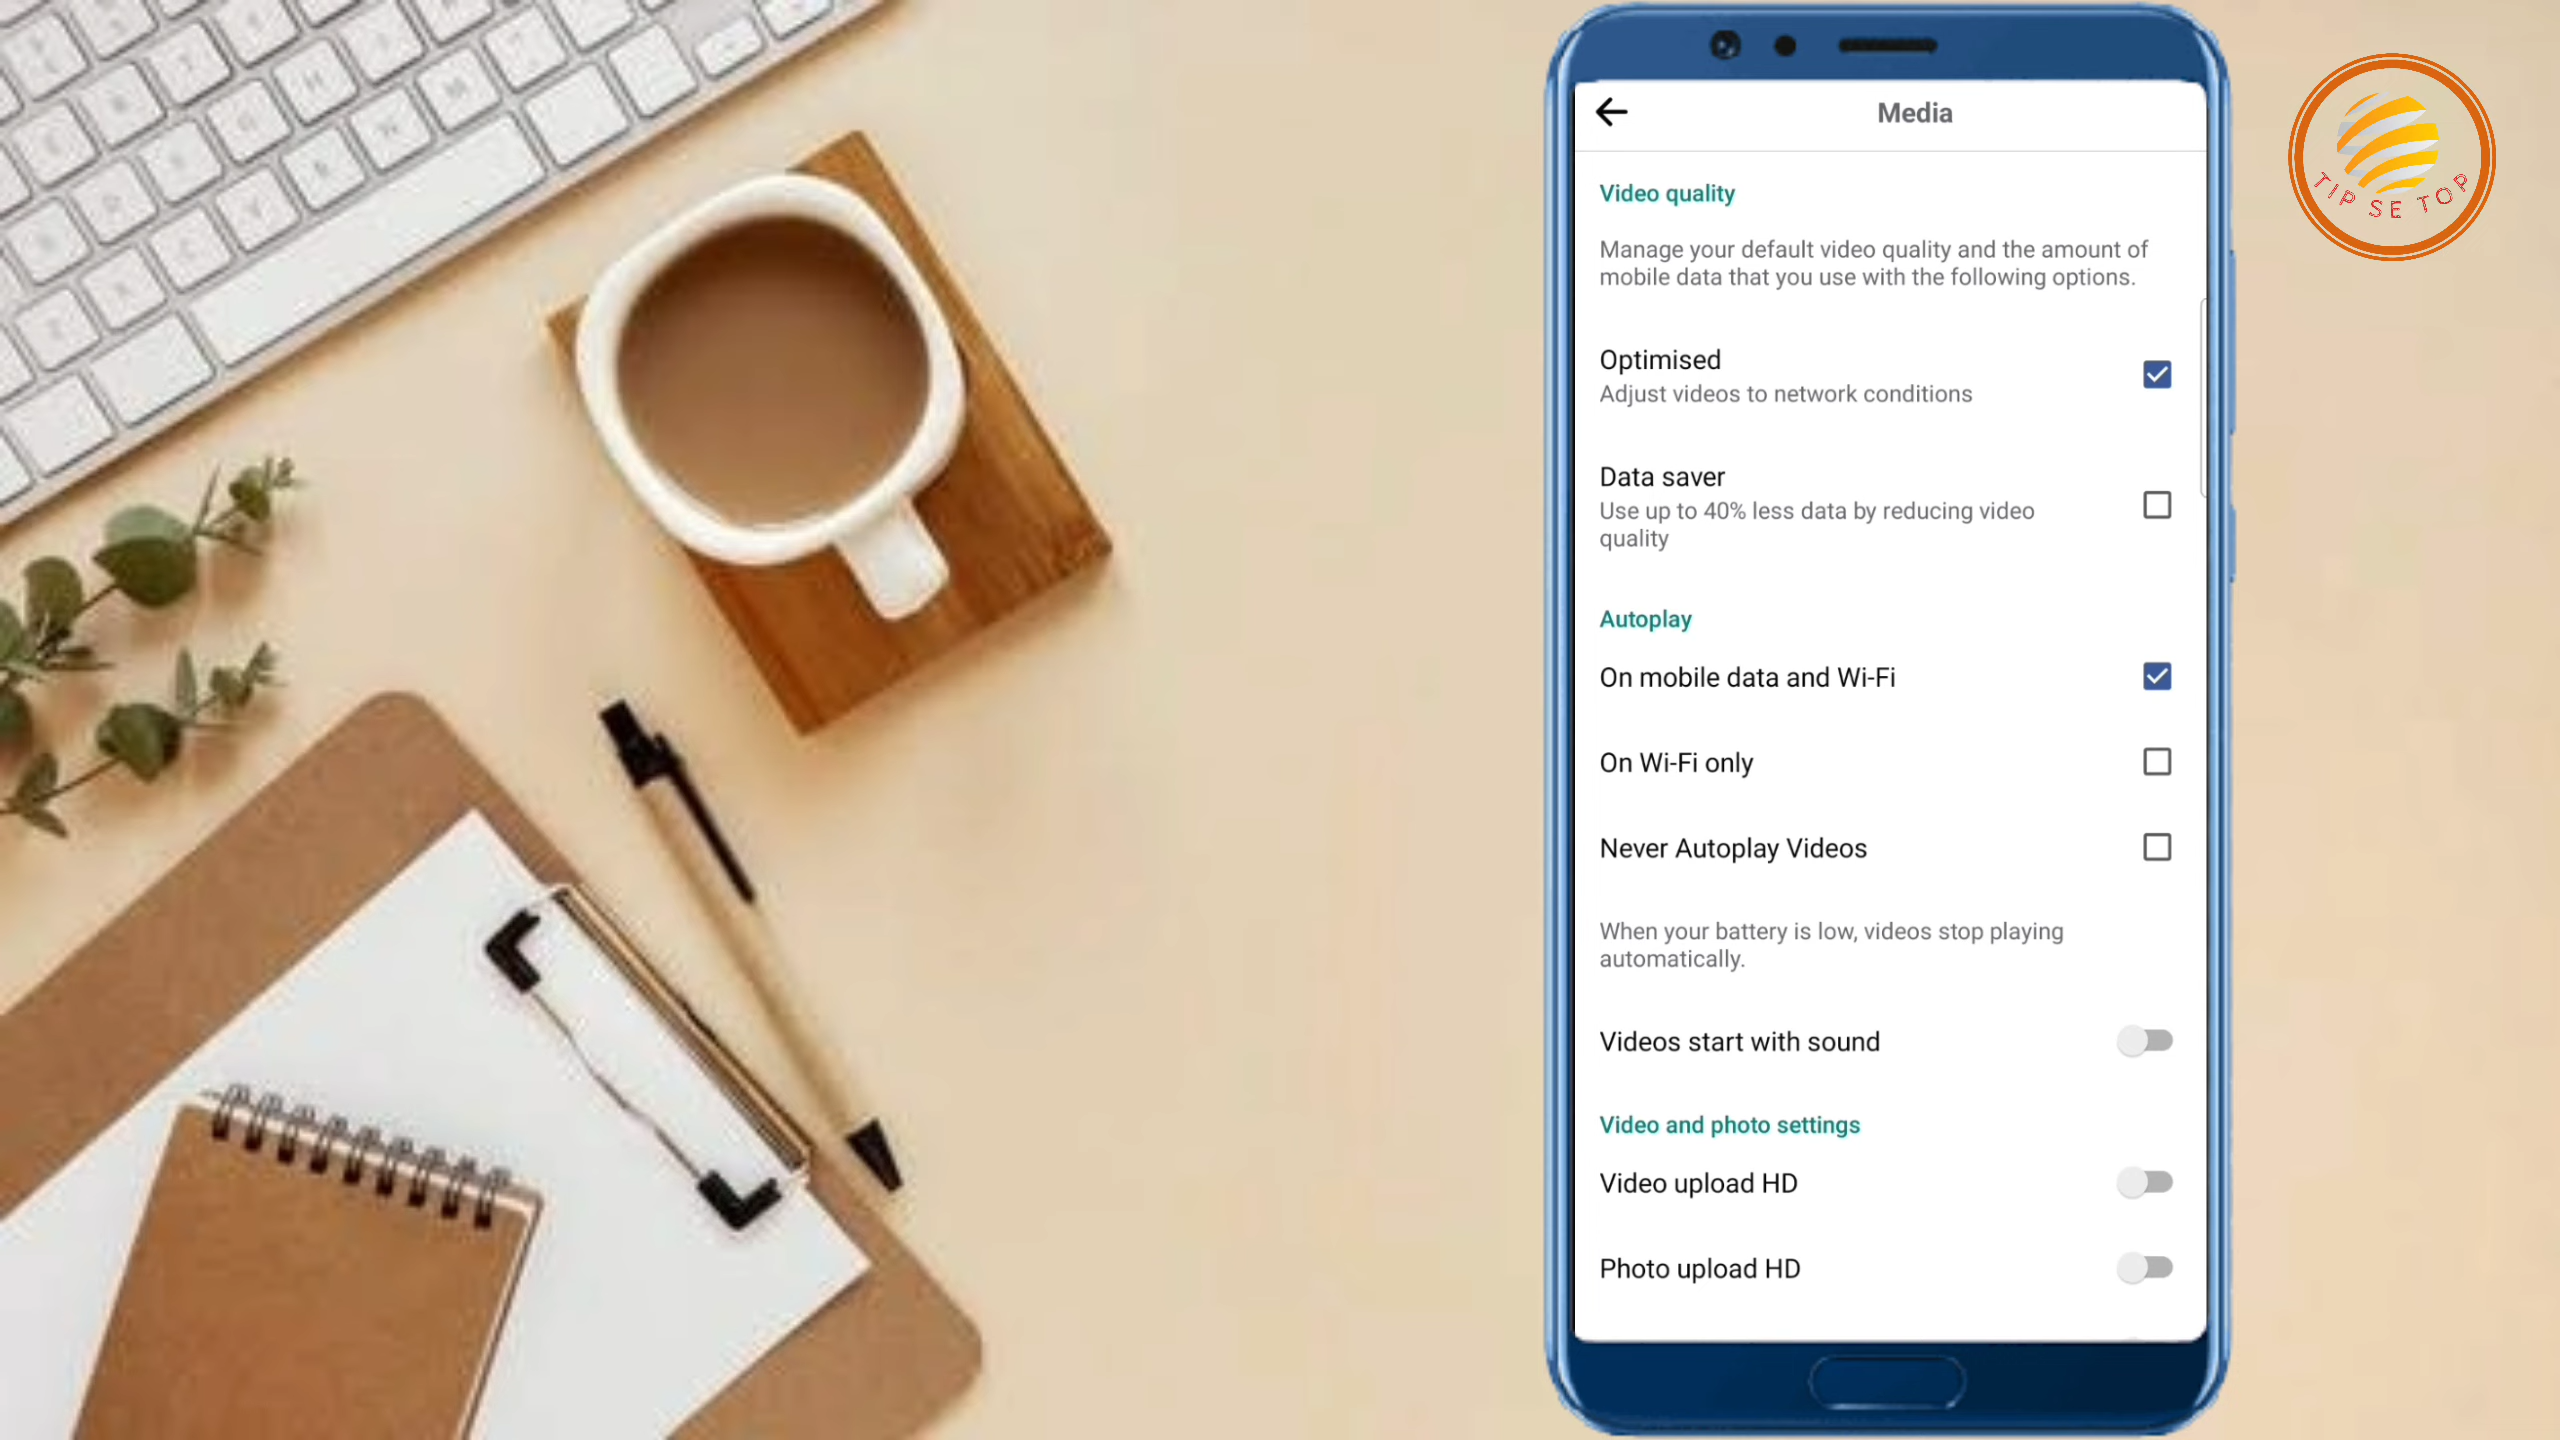 Media
Video quality
Manage your default video quality and the amount of
mobile data that you use with the following options.
Optimised
Adjust videos to network conditions
Data saver
Use up to 40% less data by reducing video
quality
Autoplay
On mobile data and Wi-Fi
On Wi-Fi only
Never Autoplay Videos
When your battery is low, videos stop playing
automatically.
Videos start with sound
Video and photo settings
Video upload HD
Photo upload HD
TIP SE TOP